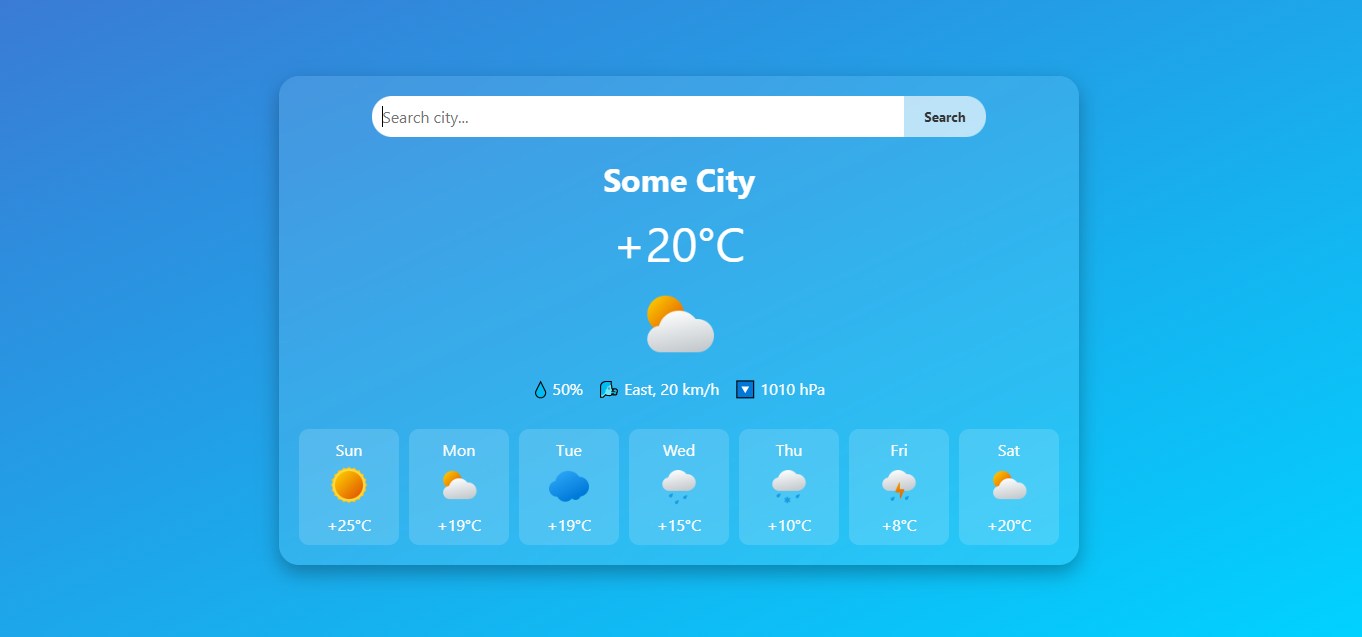 Search city...
Search
Some City
+20°C
50% East, 20 km/h 1010 hPa
Sun Mon Tue Wed Thu Fri Sat
+25°C +19°C +19°C +15°C +10°C +8°C +20°C